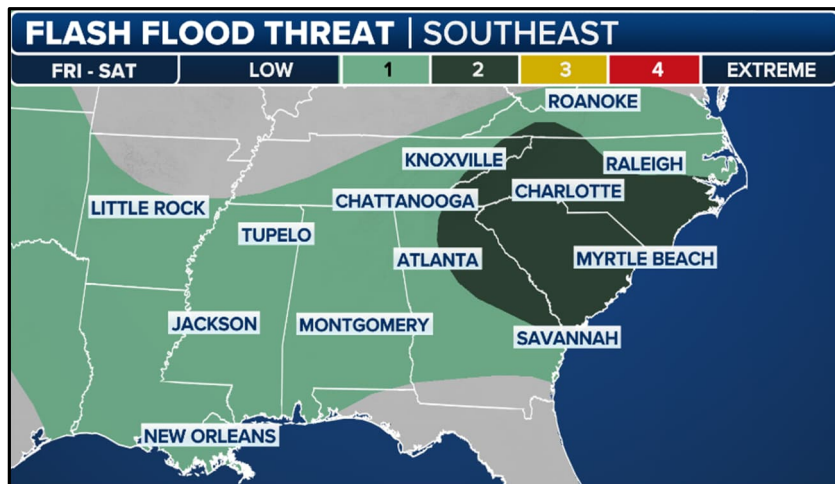 FLASH FLOOD THREAT | SOUTHEAST
FRI - SAT LOW 1 2 3 4 EXTREME
ROANOKE
KNOXVILLE
RALEIGH
CHATTANOOGA
CHARLOTTE
LITTLE ROCK
TUPELO
ATLANTA
MYRTLE BEACH
JACKSON
MONTGOMERY
SAVANNAH
NEW ORLEANS